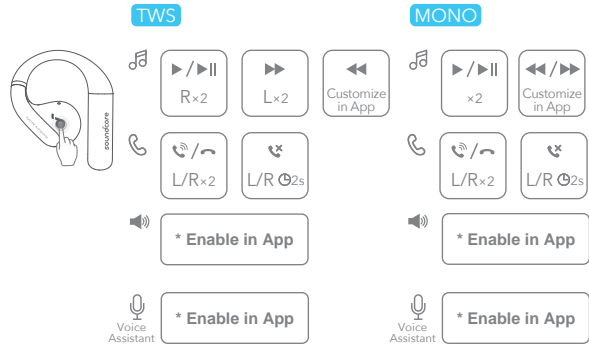 TWS
MONO
R×2
L×2
Customize
in App
×2
Customize
in App
soundcore
L/R×2
L/R 2s
L/R×2
L/R 2s
* Enable in App
* Enable in App
Voice
Assistant
* Enable in App
Voice
Assistant
* Enable in App